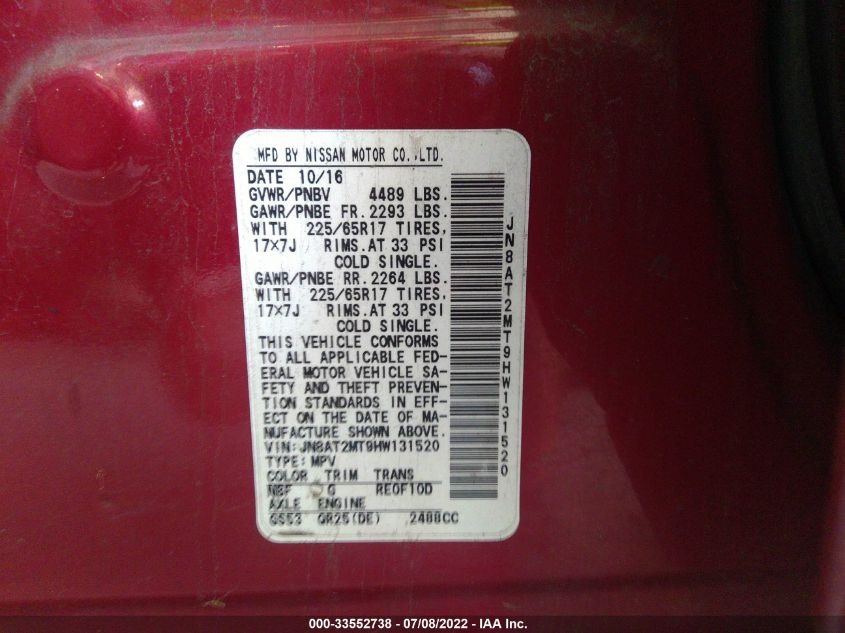 MFD BY NISSAN MOTOR CO.,LTD.
DATE 10/16
GVWR/PNBV 4489 LBS.
GAWR/PNBE FR.2293 LBS.
WITH 225/65R17 TIRES,
17×7J RIMS.AT 33 PSI
COLD SINGLE.
GAWR/PNBE RR.2264 LBS.
WITH 225/65R17 TIRES,
17×7J RIMS.AT 33 PSI
COLD SINGLE.
THIS VEHICLE CONFORMS
TO ALL APPLICABLE FED-
ERAL MOTOR VEHICLE SA-
FETY AND THEFT PREVEN-
TION STANDARDS IN EFF-
ECT ON THE DATE OF MA-
NUFACTURE SHOWN ABOVE.
VIN:JN8AT2MT9HW131520
TYPE:MPV
COLOR TRIM TRANS
NBF G RE0F10D
AXLE ENGINE
GS53 QR25(DE) 2488CC
JN8AT2MT9HW131520
000-33552738 - 07/08/2022 - IAA Inc.